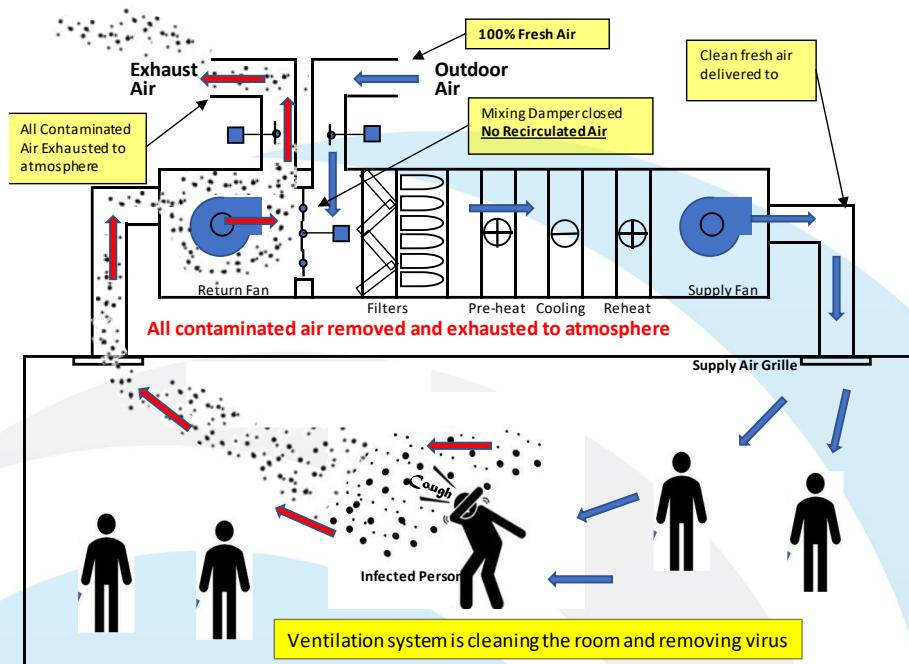 100% Fresh Air
Exhaust
Air
Outdoor
Air
Clean fresh air
delivered to
All Contaminated
Air Exhausted to
atmosphere
Mixing Damper closed
No Recirculated Air
Return Fan
Filters
Pre-heat
Cooling
Reheat
Supply Fan
All contaminated air removed and exhausted to atmosphere
Supply Air Grille
Cough
Infected Person
Ventilation system is cleaning the room and removing virus